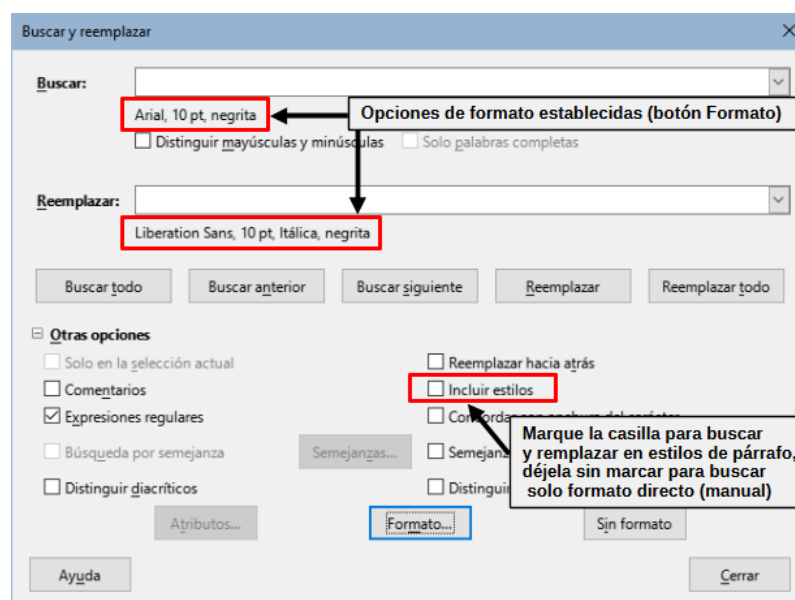 Buscar y reemplazar
Buscar:
Arial, 10 pt, negrita
Opciones de formato establecidas (botón Formato)
Distinguir mayúsculas y minúsculas
Solo palabras completas
Reemplazar:
Liberation Sans, 10 pt, Itálica, negrita
Buscar todo
Buscar anterior
Buscar siguiente
Reemplazar
Reemplazar todo
Otras opciones
Solo en la selección actual
Reemplazar hacia atrás
Comentarios
Incluir estilos
Expresiones regulares
Marque la casilla para buscar
y remplazar en estilos de párrafo,
déjela sin marcar para buscar
solo formato directo (manual)
Búsqueda por semejanza
Semejanzas...
Distinguir diacríticos
Atributos...
Formato...
Sin formato
Ayuda
Cerrar